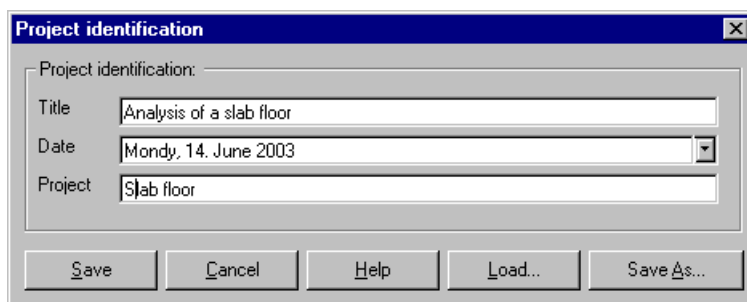 Project identification
Project identification:
Title Analysis of a slab floor
Date Mondy, 14. June 2003
Project Slab floor
Save Cancel Help Load... Save As...